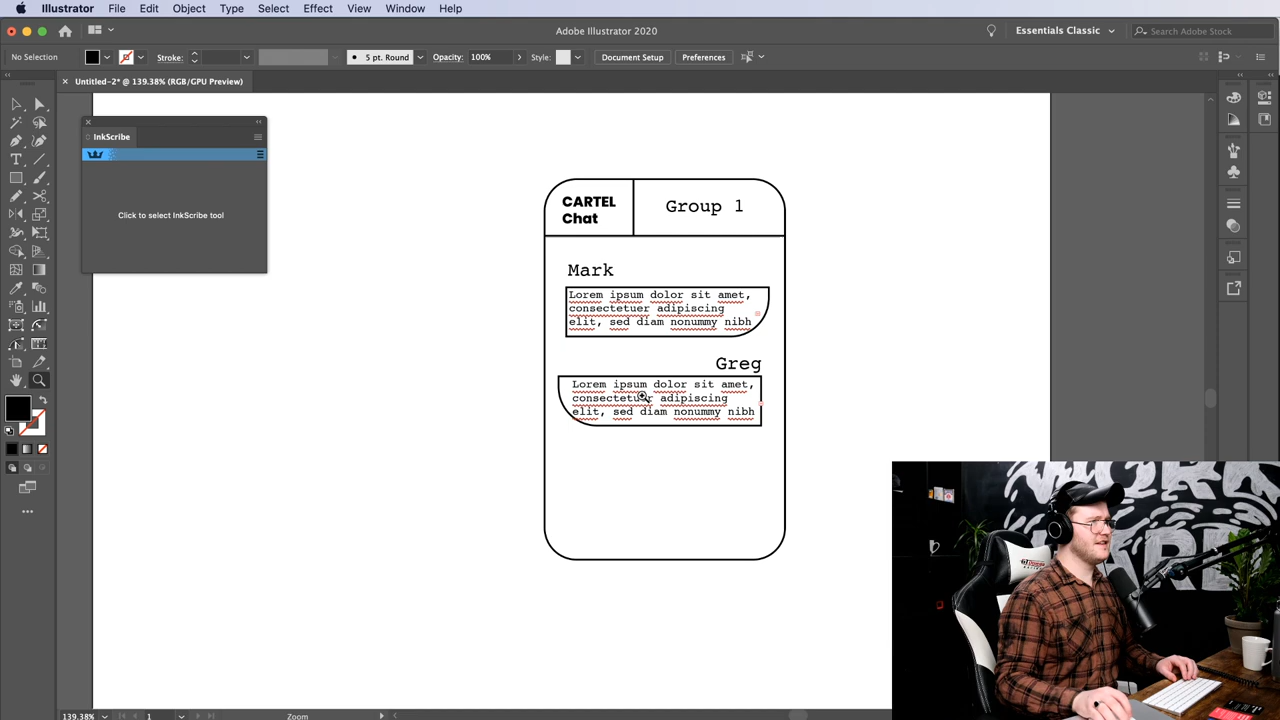 Illustrator File Edit Object Type Select Effect View Window Help
Adobe Illustrator 2020
Essentials Classic
Search Adobe Stock
No Selection
Stroke:
5 pt. Round
Opacity: 100%
Style:
Document Setup
Preferences
Untitled-2* @ 139.38% (RGB/GPU Preview)
InkScribe
Click to select InkScribe tool
CARTEL
Chat
Group 1
Mark
Lorem ipsum dolor sit amet,
consectetuer adipiscing
elit, sed diam nonummy nibh
Greg
Lorem ipsum dolor sit amet,
consectetuer adipiscing
elit, sed diam nonummy nibh
139.38%
1
Zoom